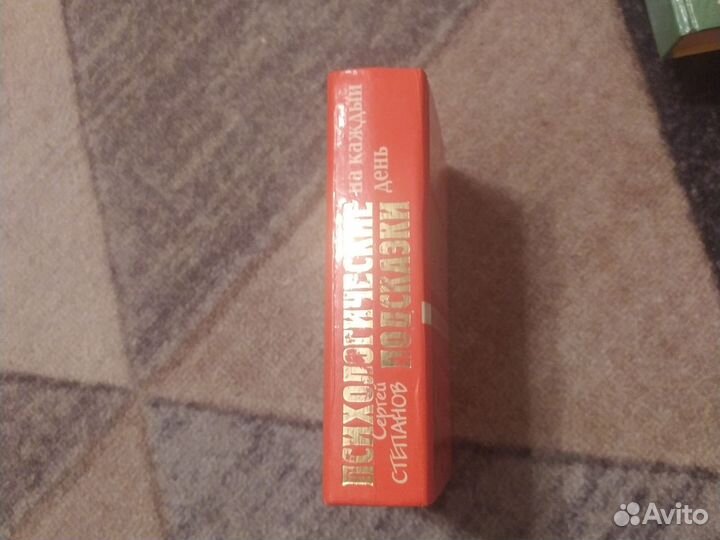 Сергей
СТЕПАНОВ
ПСИХОЛОГИЧЕСКИЕ
ПОДСКАЗКИ
на каждый
день
Avito